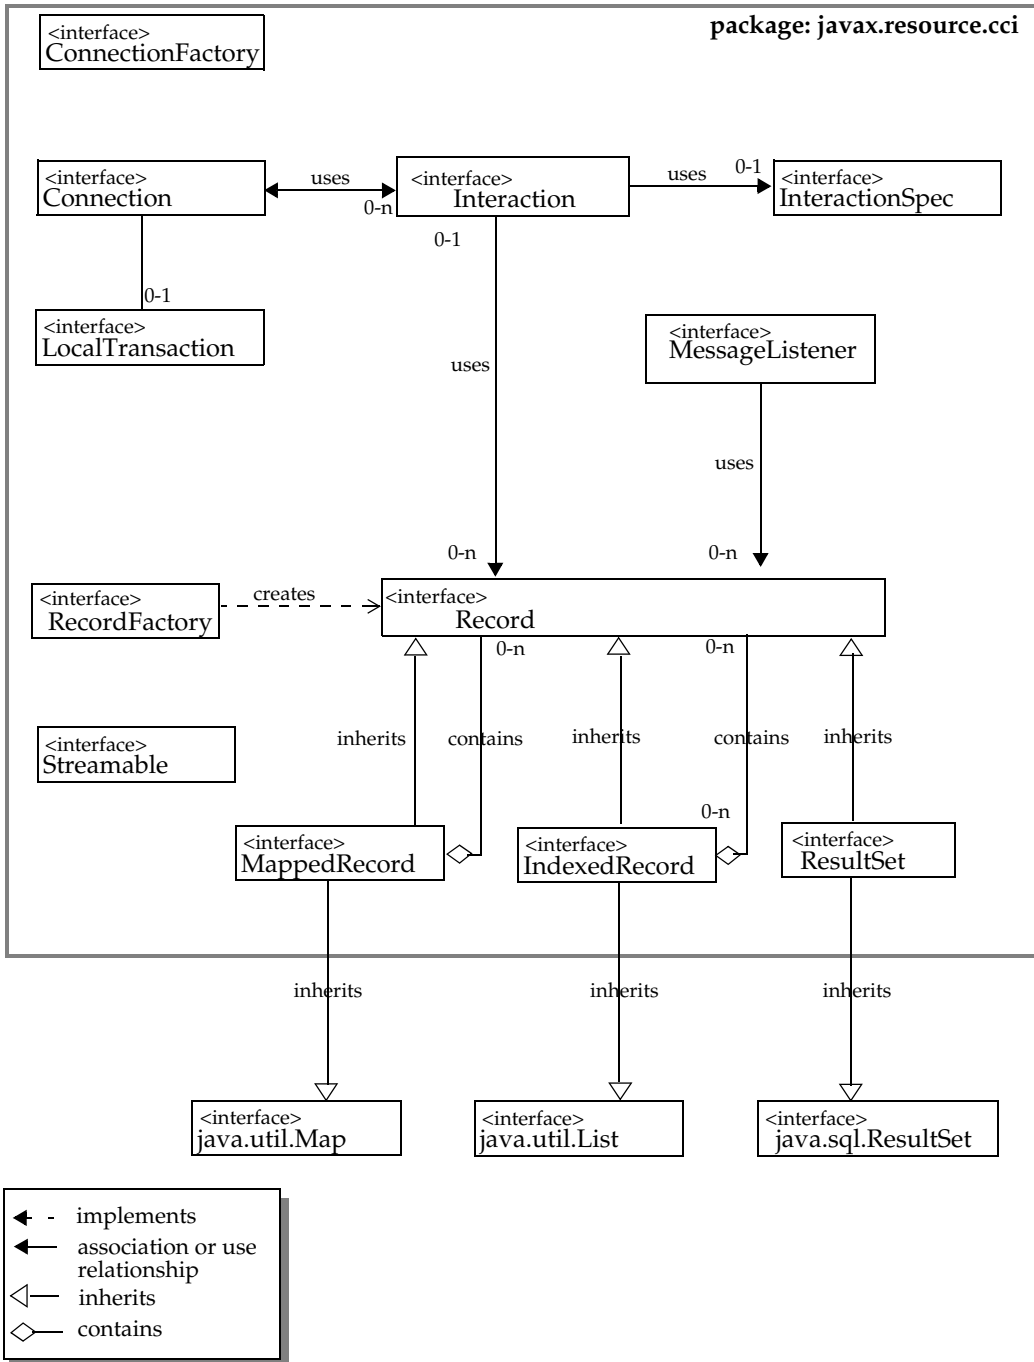 package: javax.resource.cci
<interface>
ConnectionFactory
<interface>
Connection
uses
0-n
<interface>
Interaction
uses
0-1
<interface>
InteractionSpec
0-1
0-1
<interface>
LocalTransaction
uses
<interface>
MessageListener
uses
0-n
0-n
<interface>
RecordFactory
creates
<interface>
Record
0-n
0-n
<interface>
Streamable
inherits
contains
inherits
contains
inherits
0-n
<interface>
MappedRecord
<interface>
IndexedRecord
<interface>
ResultSet
inherits
inherits
inherits
<interface>
java.util.Map
<interface>
java.util.List
<interface>
java.sql.ResultSet
implements
association or use
relationship
inherits
contains